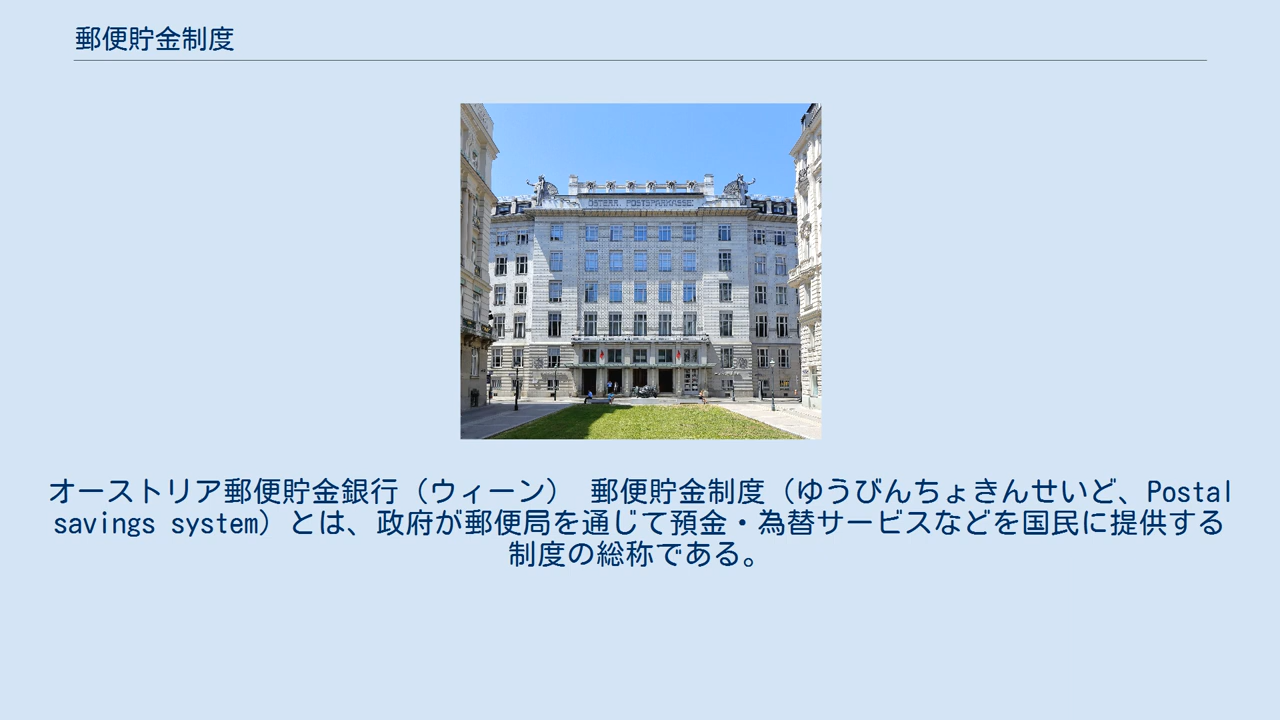 郵便貯金制度
ÖSTERR. POSTSPARKASSE
オーストリア郵便貯金銀行（ウィーン） 郵便貯金制度（ゆうびんちょきんせいど、Postal
savings system）とは、政府が郵便局を通じて預金・為替サービスなどを国民に提供する
制度の総称である。